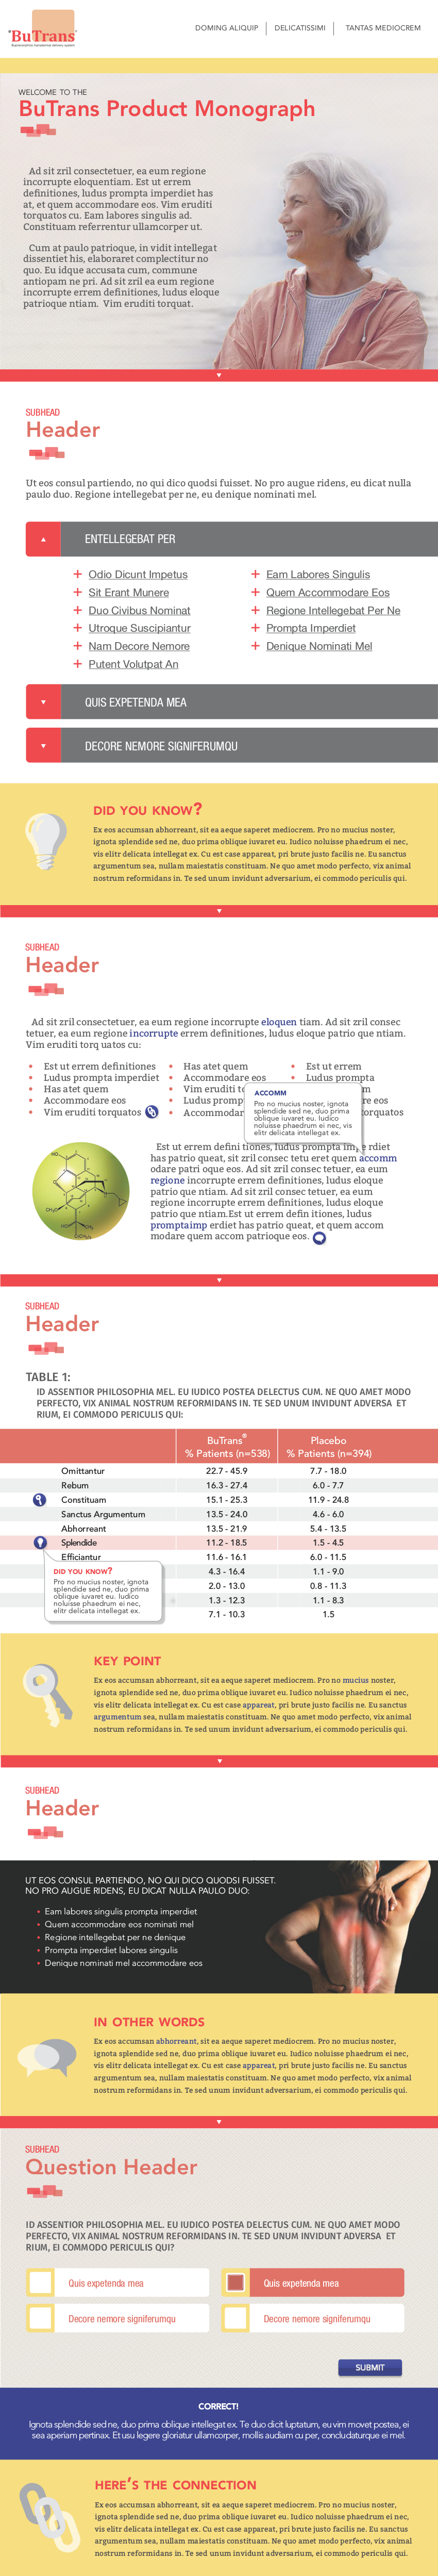 BuTrans®
Buprenorphine transdermal delivery system
DOMING ALIQUIP
DELICATISSIMI
TANTAS MEDIOCREM
WELCOME TO THE
BuTrans Product Monograph
Ad sit zril consectetuer, ea eum regione
incorrupte eloquentiam. Est ut errem
definitiones, ludus prompta imperdiet has
at, et quem accommodare eos. Vim eruditi
torquatos cu. Eam labores singulis ad.
Constituam referrentur ullamcorper ut.
Cum at paulo patrioque, in vidit intellegat
dissentiet his, elaboraret complectitur no
quo. Eu idque accusata cum, commune
antiopam ne pri. Ad sit zril ea eum regione
incorrupte errem definitiones, ludus eloque
patrioque ntiam.  Vim eruditi torquat.
SUBHEAD
Header
Ut eos consul partiendo, no qui dico quodsi fuisset. No pro augue ridens, eu dicat nulla
paulo duo. Regione intellegebat per ne, eu denique nominati mel.
ENTELLEGEBAT PER
+ Odio Dicunt Impetus
+ Sit Erant Munere
+ Duo Civibus Nominat
+ Utroque Suscipiantur
+ Nam Decore Nemore
+ Putent Volutpat An
+ Eam Labores Singulis
+ Quem Accommodare Eos
+ Regione Intellegebat Per Ne
+ Prompta Imperdiet
+ Denique Nominati Mel
QUIS EXPETENDA MEA
DECORE NEMORE SIGNIFERUMQU
DID YOU KNOW?
Ex eos accumsan abhorreant, sit ea aeque saperet mediocrem. Pro no mucius noster,
ignota splendide sed ne, duo prima oblique iuvaret eu. Iudico noluisse phaedrum ei nec,
vis elitr delicata intellegat ex. Cu est case appareat, pri brute justo facilis ne. Eu sanctus
argumentum sea, nullam maiestatis constituam. Ne quo amet modo perfecto, vix animal
nostrum reformidans in. Te sed unum invidunt adversarium, ei commodo periculis qui.
SUBHEAD
Header
Ad sit zril consectetuer, ea eum regione incorrupte eloquen tiam. Ad sit zril consec
tetuer, ea eum regione incorrupte errem definitiones, ludus eloque patrio que ntiam.
Vim eruditi torq uatos cu:
• Est ut errem definitiones
• Ludus prompta imperdiet
• Has atet quem
• Accommodare eos
• Vim eruditi torquatos
• Has atet quem
• Accommodare eos
• Vim eruditi t
• Ludus promp
• Accommodar
• Est ut errem
• Ludus prompta
m
re eos
orquatos
ACCOMM
Pro no mucius noster, ignota
splendide sed ne, duo prima
oblique iuvaret eu. Iudico
noluisse phaedrum ei nec, vis
elitr delicata intellegat ex.
HO
O
N
CH₃O
HO
CH₃
C(CH₃)₃
Est ut errem defini tiones, ludus prompta imp e rdiet
has patrio queat, sit zril consec tetu er et quem accomm
odare patri oque eos. Ad sit zril consec tetuer, ea eum
regione incorrupte errem definitiones, ludus eloque
patrio que ntiam. Ad sit zril consec tetuer, ea eum
regione incorrupte errem definitiones, ludus eloque
patrio que ntiam.Est ut errem defin itiones, ludus
promptaimp erdiet has patrio queat, et quem accom
modare quem accom patrioque eos.
SUBHEAD
Header
TABLE 1:
ID ASSENTIOR PHILOSOPHIA MEL. EU IUDICO POSTEA DELECTUS CUM. NE QUO AMET MODO
PERFECTO, VIX ANIMAL NOSTRUM REFORMIDANS IN. TE SED UNUM INVIDUNT ADVERSA  ET
RIUM, EI COMMODO PERICULIS QUI:
BuTrans® Placebo
% Patients (n=538) % Patients (n=394)
Omittantur 22.7 - 45.9 7.7 - 18.0
Rebum 16.3 - 27.4 6.0 - 7.7
Constituam 15.1 - 25.3 11.9 - 24.8
Sanctus Argumentum 13.5 - 24.0 4.6 - 6.0
Abhorreant 13.5 - 21.9 5.4 - 13.5
Splendide 11.2 - 18.5 1.5 - 4.5
Efficiantur 11.6 - 16.1 6.0 - 11.5
4.3 - 16.4 1.1 - 9.0
2.0 - 13.0 0.8 - 11.3
1.3 - 12.3 1.1 - 8.3
7.1 - 10.3 1.5
DID YOU KNOW?
Pro no mucius noster, ignota
splendide sed ne, duo prima
oblique iuvaret eu. Iudico
noluisse phaedrum ei nec,
elitr delicata intellegat ex.
KEY POINT
Ex eos accumsan abhorreant, sit ea aeque saperet mediocrem. Pro no mucius noster,
ignota splendide sed ne, duo prima oblique iuvaret eu. Iudico noluisse phaedrum ei nec,
vis elitr delicata intellegat ex. Cu est case appareat, pri brute justo facilis ne. Eu sanctus
argumentum sea, nullam maiestatis constituam. Ne quo amet modo perfecto, vix animal
nostrum reformidans in. Te sed unum invidunt adversarium, ei commodo periculis qui.
SUBHEAD
Header
UT EOS CONSUL PARTIENDO, NO QUI DICO QUODSI FUISSET.
NO PRO AUGUE RIDENS, EU DICAT NULLA PAULO DUO:
• Eam labores singulis prompta imperdiet
• Quem accommodare eos nominati mel
• Regione intellegebat per ne denique
• Prompta imperdiet labores singulis
• Denique nominati mel accommodare eos
IN OTHER WORDS
Ex eos accumsan abhorreant, sit ea aeque saperet mediocrem. Pro no mucius noster,
ignota splendide sed ne, duo prima oblique iuvaret eu. Iudico noluisse phaedrum ei nec,
vis elitr delicata intellegat ex. Cu est case appareat, pri brute justo facilis ne. Eu sanctus
argumentum sea, nullam maiestatis constituam. Ne quo amet modo perfecto, vix animal
nostrum reformidans in. Te sed unum invidunt adversarium, ei commodo periculis qui.
SUBHEAD
Question Header
ID ASSENTIOR PHILOSOPHIA MEL. EU IUDICO POSTEA DELECTUS CUM. NE QUO AMET MODO
PERFECTO, VIX ANIMAL NOSTRUM REFORMIDANS IN. TE SED UNUM INVIDUNT ADVERSA  ET
RIUM, EI COMMODO PERICULIS QUI?
Quis expetenda mea
Quis expetenda mea
Decore nemore signiferumqu
Decore nemore signiferumqu
SUBMIT
CORRECT!
Ignota splendide sed ne, duo prima oblique intellegat ex. Te duo dicit luptatum, eu vim movet postea, ei
sea aperiam pertinax. Et usu legere gloriatur ullamcorper, mollis audiam cu per, concludaturque ei mel.
HERE'S THE CONNECTION
Ex eos accumsan abhorreant, sit ea aeque saperet mediocrem. Pro no mucius noster,
ignota splendide sed ne, duo prima oblique iuvaret eu. Iudico noluisse phaedrum ei nec,
vis elitr delicata intellegat ex. Cu est case appareat, pri brute justo facilis ne. Eu sanctus
argumentum sea, nullam maiestatis constituam. Ne quo amet modo perfecto, vix animal
nostrum reformidans in. Te sed unum invidunt adversarium, ei commodo periculis qui.